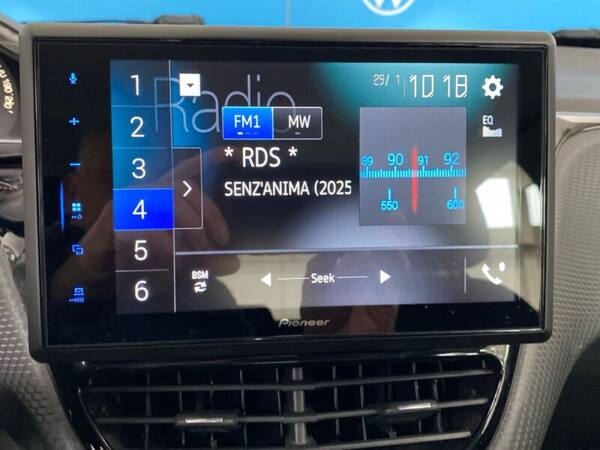 Radio
29/ 1 10 18
1
2
3
4
5
6
FM1 MW
EQ
* RDS *
SENZ'ANIMA (2025
89 90 91 92
550 600
BSM
Seek
Pioneer